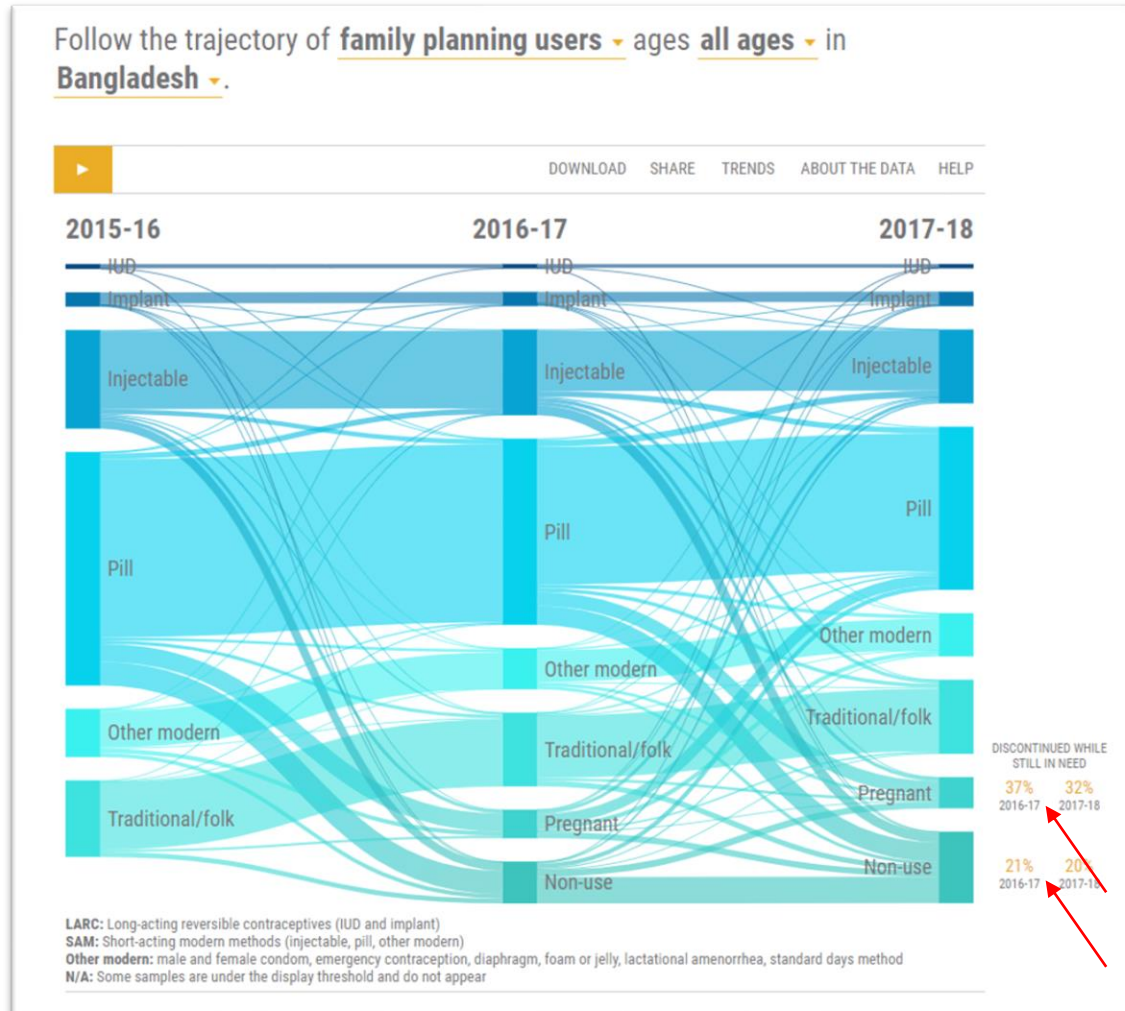 Follow the trajectory of family planning users ages all ages in
Bangladesh .
DOWNLOAD SHARE TRENDS ABOUT THE DATA HELP
2015-16 2016-17 2017-18
IUD IUD IUD
Implant Implant Implant
Injectable Injectable Injectable
Pill Pill Pill
Other modern Other modern Other modern
Traditional/folk Traditional/folk Traditional/folk
Pregnant Pregnant
Non-use Non-use
DISCONTINUED WHILE
STILL IN NEED
37% 32%
2016-17 2017-18
21% 20%
2016-17 2017-18
LARC: Long-acting reversible contraceptives (IUD and implant)
SAM: Short-acting modern methods (injectable, pill, other modern)
Other modern: male and female condom, emergency contraception, diaphragm, foam or jelly, lactational amenorrhea, standard days method
N/A: Some samples are under the display threshold and do not appear